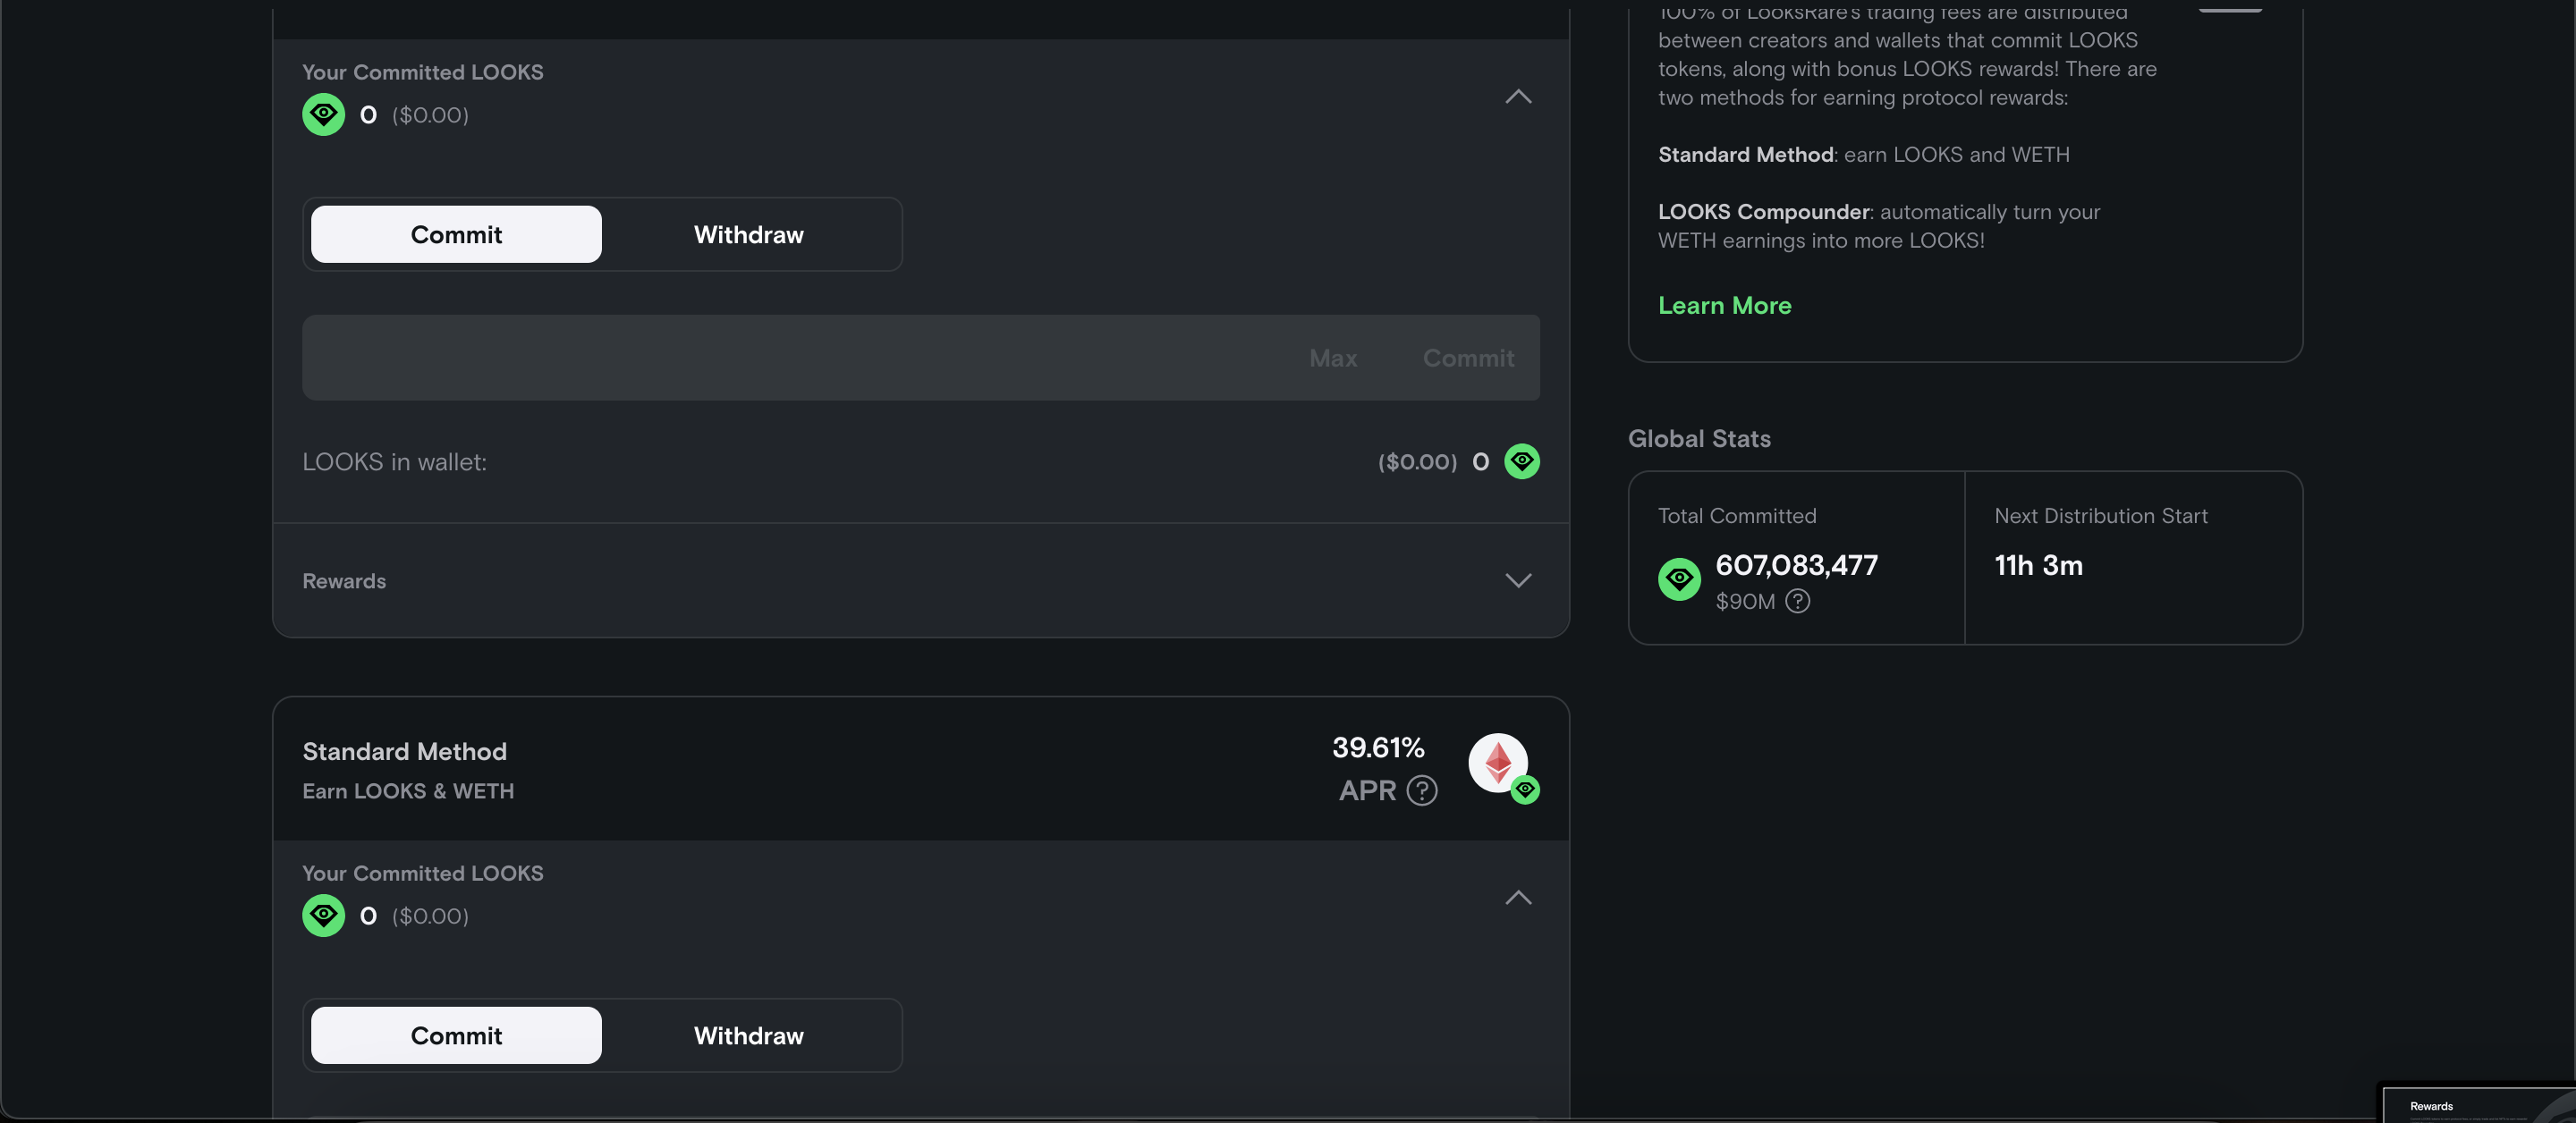 Your Committed LOOKS
0 ($0.00)
Commit
Withdraw
Max
Commit
LOOKS in wallet:
($0.00) 0
Rewards
Standard Method
Earn LOOKS & WETH
39.61%
APR ?
Your Committed LOOKS
0 ($0.00)
Commit
Withdraw
100% of LooksRare's trading fees are distributed
between creators and wallets that commit LOOKS
tokens, along with bonus LOOKS rewards! There are
two methods for earning protocol rewards:
Standard Method: earn LOOKS and WETH
LOOKS Compounder: automatically turn your
WETH earnings into more LOOKS!
Learn More
Global Stats
Total Committed
607,083,477
$90M ?
Next Distribution Start
11h 3m
Rewards